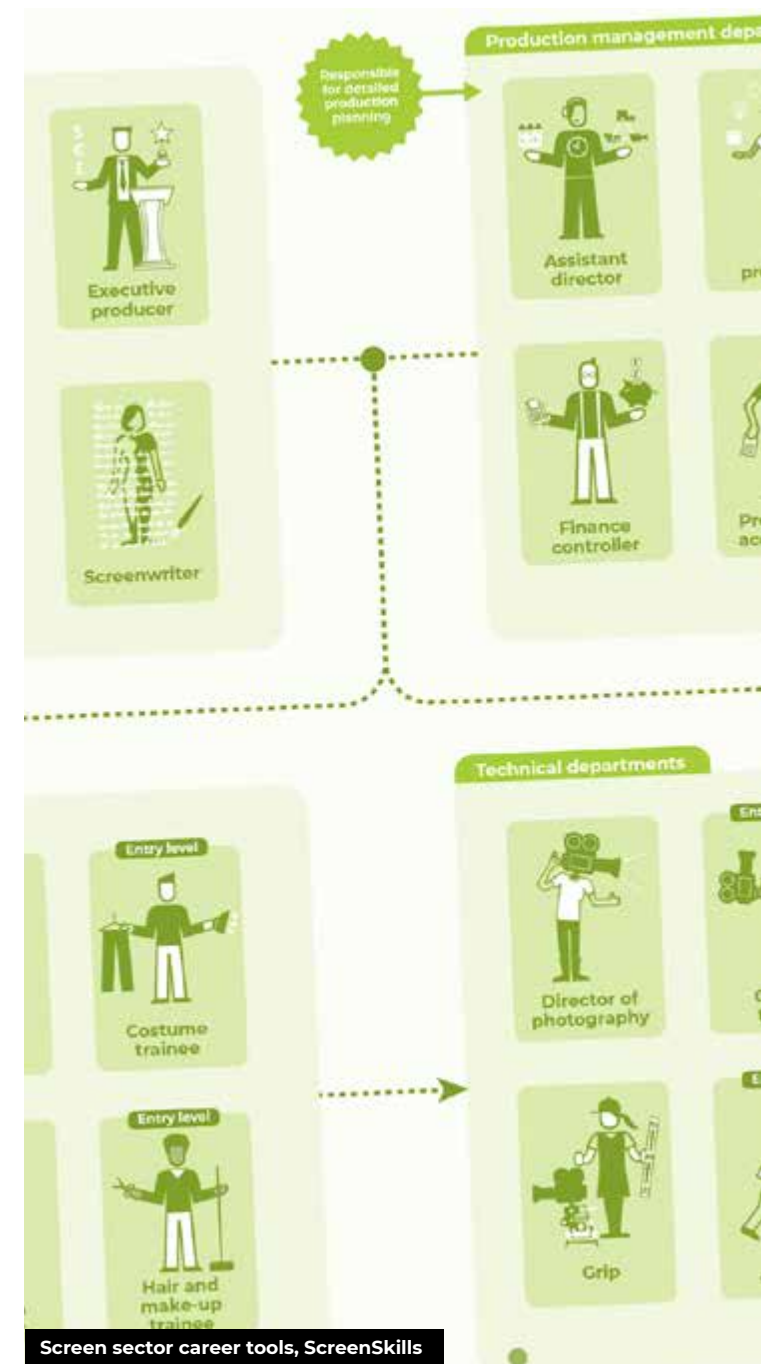 Responsible
for detailed
production
planning
Production management
Executive
producer
Assistant
director
Screenwriter
Finance
controller
Technical departments
Entry level
Costume
trainee
Director of
photography
Entry level
Hair and
make-up
trainee
Grip
Screen sector career tools, ScreenSkills